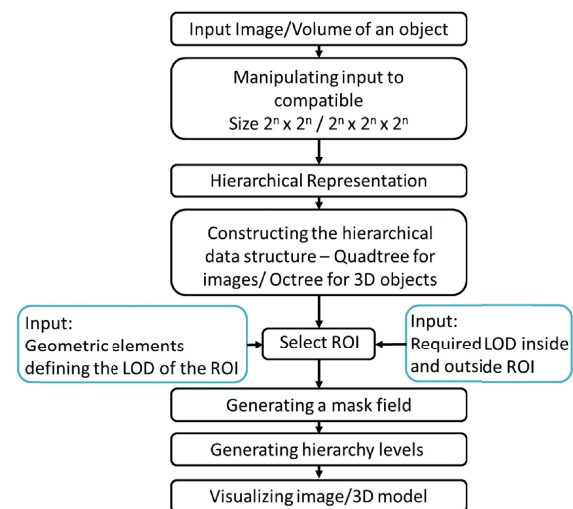 Input Image/Volume of an object
Manipulating input to
compatible
Size 2ⁿ x 2ⁿ / 2ⁿ x 2ⁿ x 2ⁿ
Hierarchical Representation
Constructing the hierarchical
data structure – Quadtree for
images/ Octree for 3D objects
Input:
Geometric elements
defining the LOD of the ROI
Select ROI
Input:
Required LOD inside
and outside ROI
Generating a mask field
Generating hierarchy levels
Visualizing image/3D model